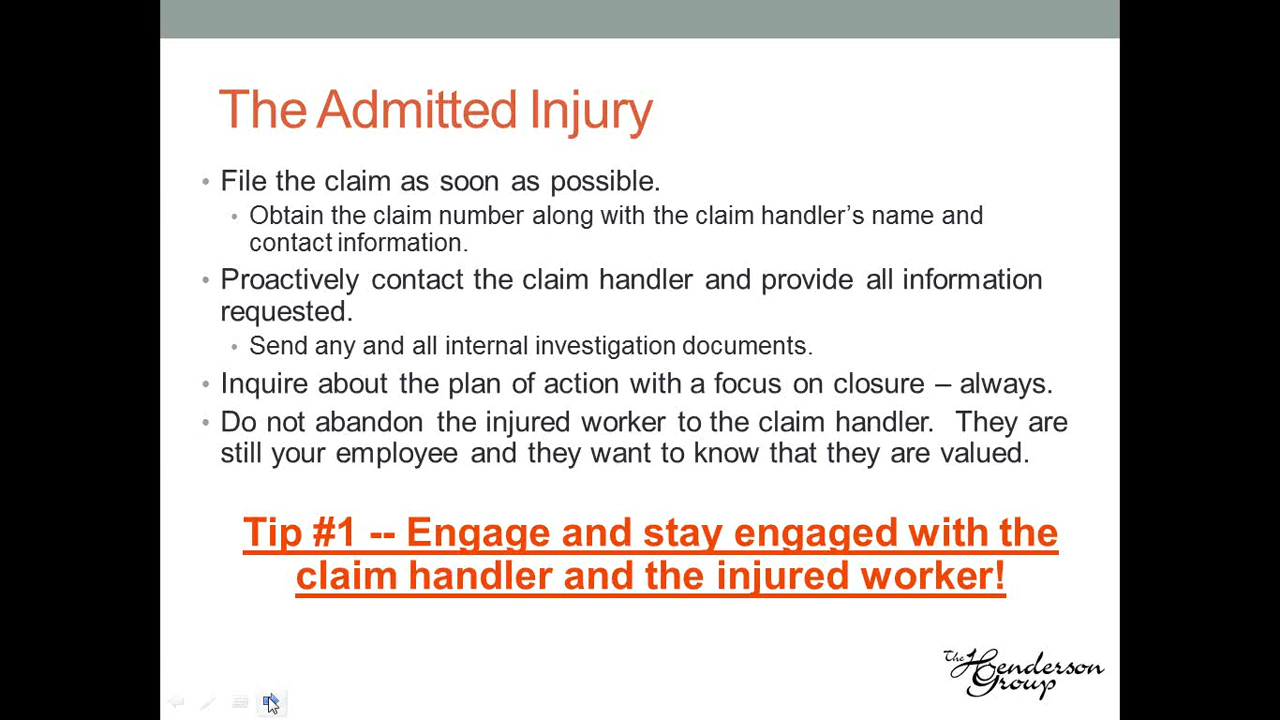 The Admitted Injury
• File the claim as soon as possible.
• Obtain the claim number along with the claim handler’s name and
contact information.
• Proactively contact the claim handler and provide all information
requested.
• Send any and all internal investigation documents.
• Inquire about the plan of action with a focus on closure – always.
• Do not abandon the injured worker to the claim handler.  They are
still your employee and they want to know that they are valued.
Tip #1 -- Engage and stay engaged with the
claim handler and the injured worker!
The Henderson
Group